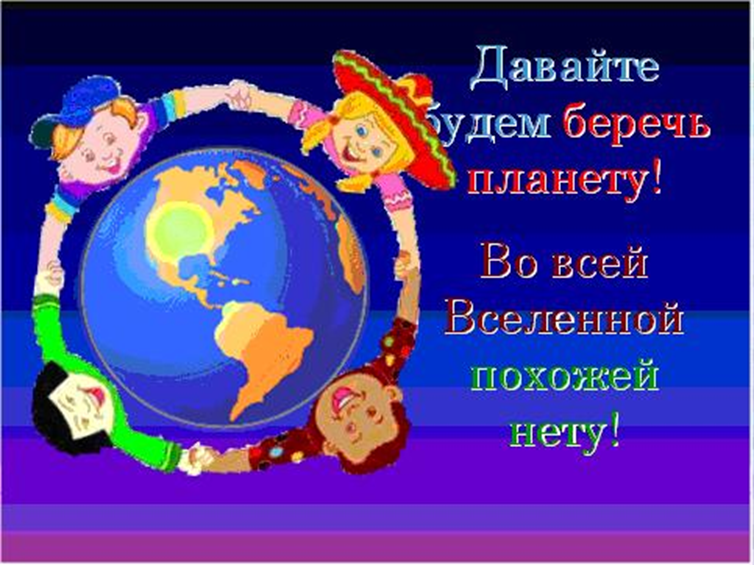 Давайте
будем беречь
планету!
Во всей
Вселенной
похожей
нету!